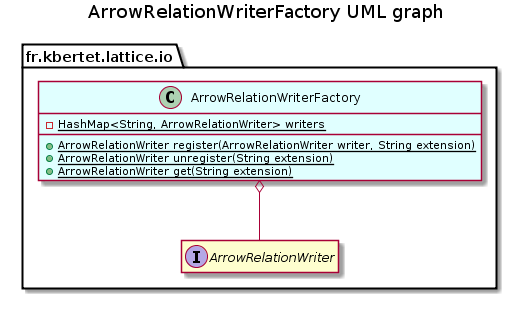 ArrowRelationWriterFactory UML graph
fr.kbertet.lattice.io
C ArrowRelationWriterFactory
HashMap<String, ArrowRelationWriter> writers
ArrowRelationWriter register(ArrowRelationWriter writer, String extension)
ArrowRelationWriter unregister(String extension)
ArrowRelationWriter get(String extension)
I ArrowRelationWriter